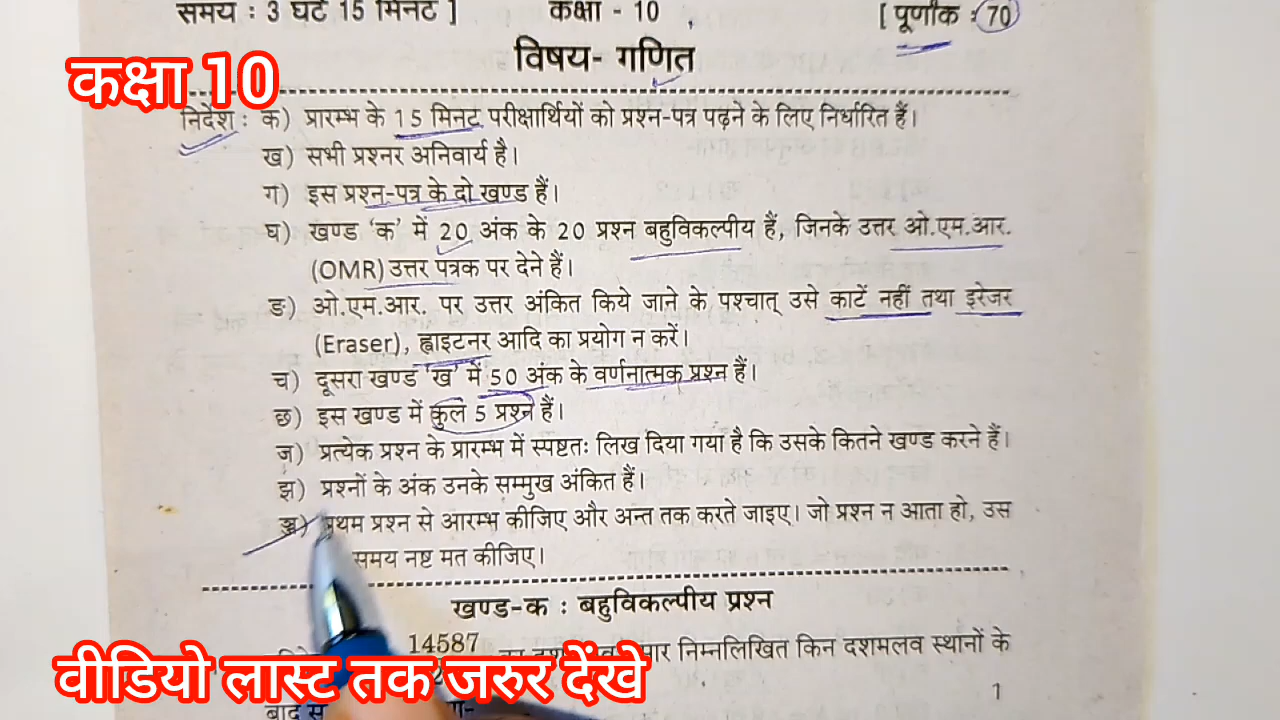 समय : 3 घंटे 15 मिनट ] कक्षा - 10 [ पूर्णांक : 70
विषय- गणित
कक्षा 10
निर्देश : क) प्रारम्भ के 15 मिनट परीक्षार्थियों को प्रश्न-पत्र पढ़ने के लिए निर्धारित हैं।
ख) सभी प्रश्नर अनिवार्य है।
ग) इस प्रश्न-पत्र के दो खण्ड हैं।
घ) खण्ड 'क' में 20 अंक के 20 प्रश्न बहुविकल्पीय हैं, जिनके उत्तर ओ.एम.आर.
(OMR) उत्तर पत्रक पर देने हैं।
ङ) ओ.एम.आर. पर उत्तर अंकित किये जाने के पश्चात् उसे काटें नहीं तथा इरेजर
(Eraser), ह्वाइटनर आदि का प्रयोग न करें।
च) दूसरा खण्ड 'ख' में 50 अंक के वर्णनात्मक प्रश्न हैं।
छ) इस खण्ड में कुल 5 प्रश्न हैं।
ज) प्रत्येक प्रश्न के प्रारम्भ में स्पष्टतः लिख दिया गया है कि उसके कितने खण्ड करने हैं।
झ) प्रश्नों के अंक उनके सम्मुख अंकित हैं।
ञ) प्रथम प्रश्न से आरम्भ कीजिए और अन्त तक करते जाइए। जो प्रश्न न आता हो, उस
समय नष्ट मत कीजिए।
खण्ड-क : बहुविकल्पीय प्रश्न
14587
निम्नलिखित किन दशमलव स्थानों के
वीडियो लास्ट तक जरुर देंखे
1
बाद